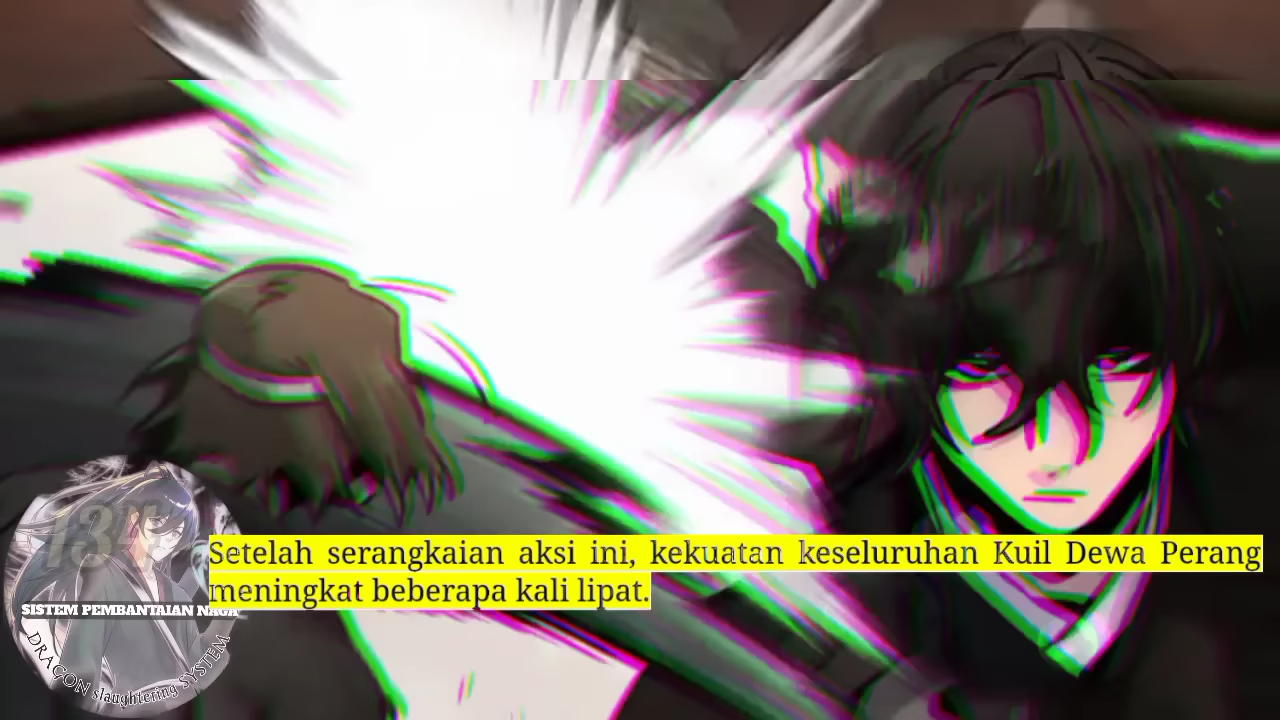 134
Setelah serangkaian aksi ini, kekuatan keseluruhan Kuil Dewa Perang
meningkat beberapa kali lipat.
SISTEM PEMBANTAIAN NAGA
DRAGON slaughtering SYSTEM